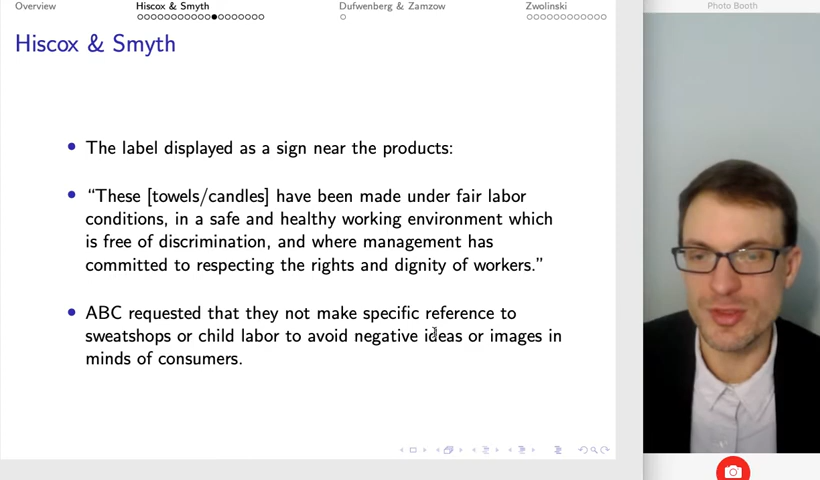 Overview
Hiscox & Smyth
Dufwenberg & Zamzow
Zwolinski
Photo Booth
Hiscox & Smyth
The label displayed as a sign near the products:
“These [towels/candles] have been made under fair labor
conditions, in a safe and healthy working environment which
is free of discrimination, and where management has
committed to respecting the rights and dignity of workers.”
ABC requested that they not make specific reference to
sweatshops or child labor to avoid negative ideas or images in
minds of consumers.